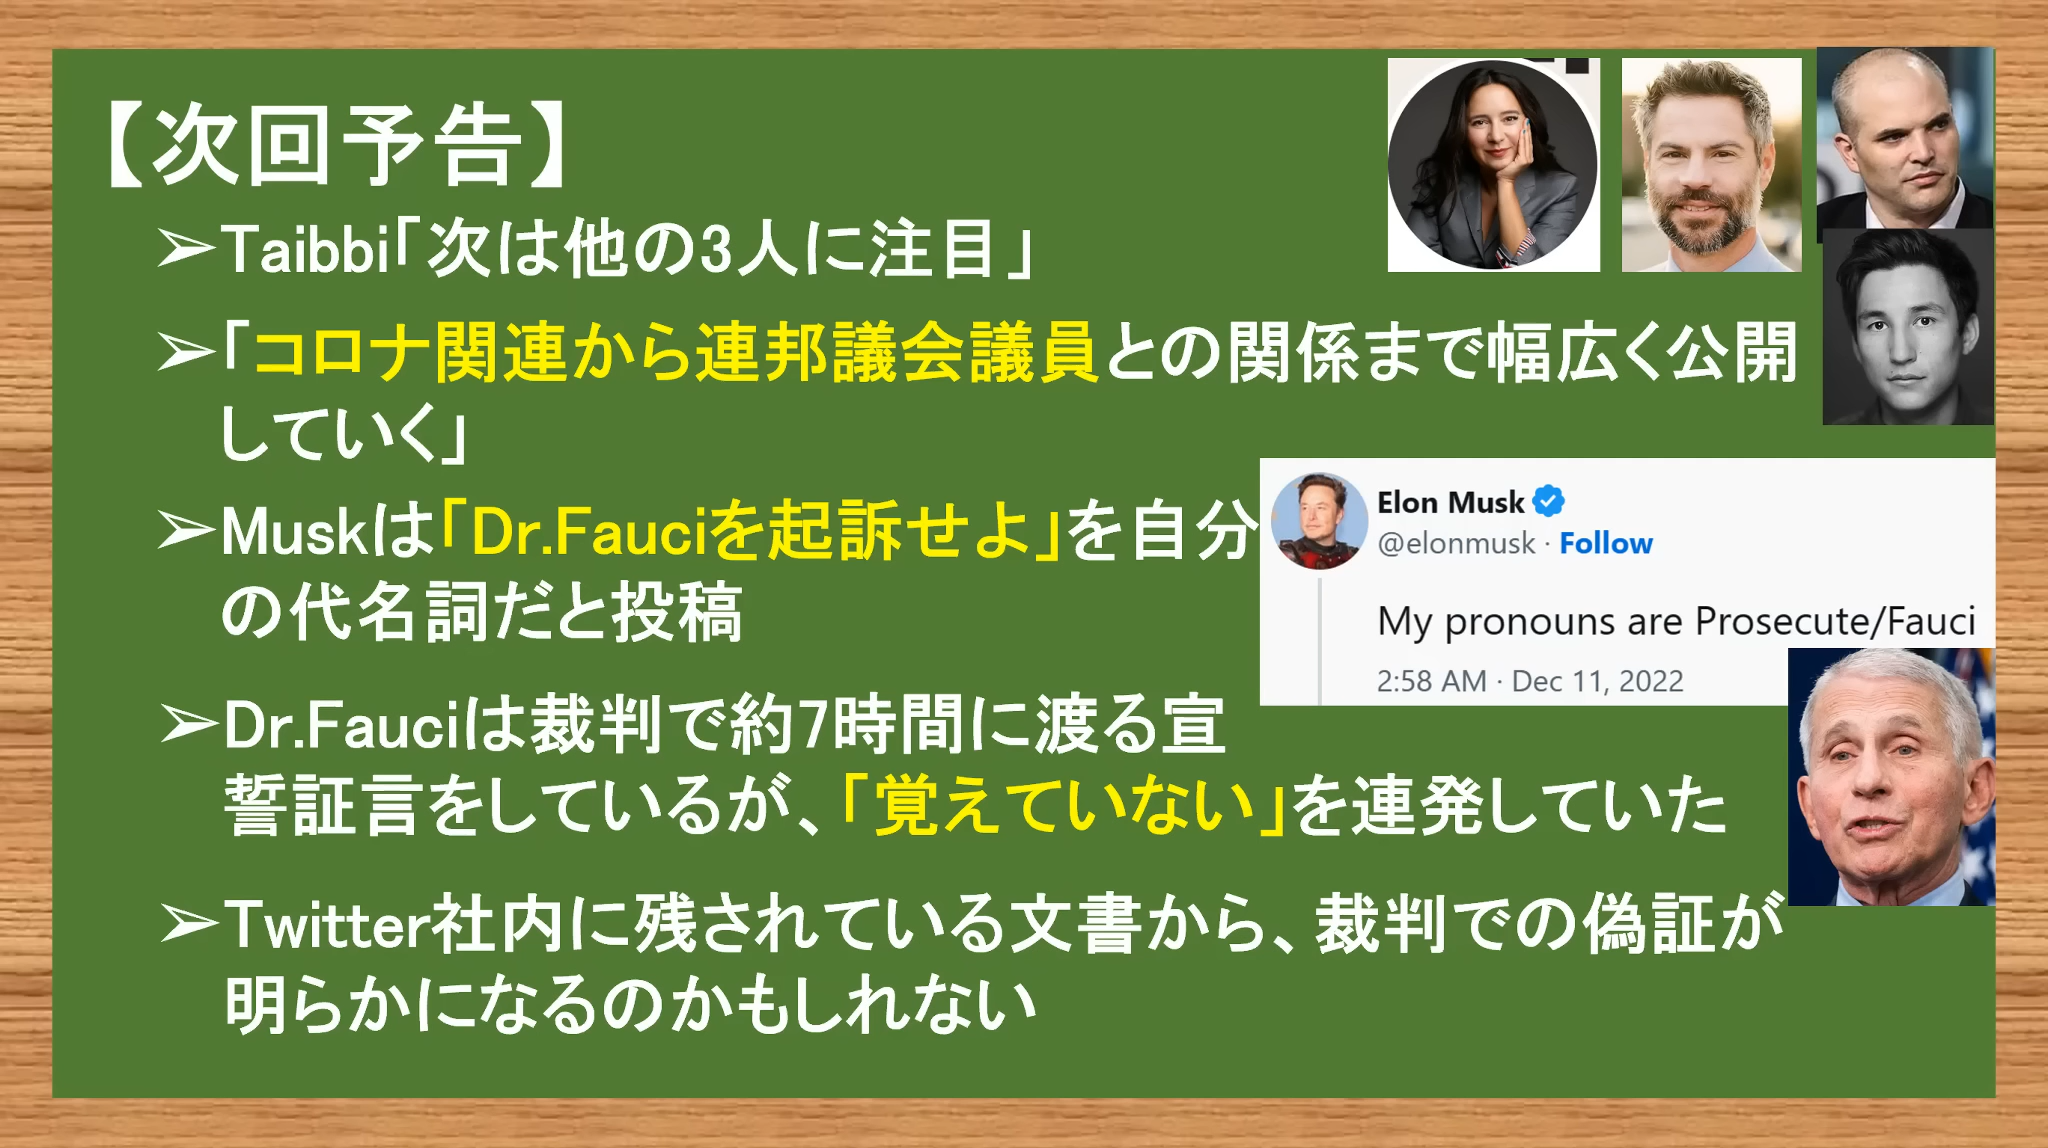 【次回予告】
➢Taibbi「次は他の3人に注目」
➢「コロナ関連から連邦議会議員との関係まで幅広く公開
していく」
➢Muskは「Dr.Fauciを起訴せよ」を自分
の代名詞だと投稿
Elon Musk
@elonmusk · Follow
My pronouns are Prosecute/Fauci
2:58 AM · Dec 11, 2022
➢Dr.Fauciは裁判で約7時間に渡る宣
誓証言をしているが、「覚えていない」を連発していた
➢Twitter社内に残されている文書から、裁判での偽証が
明らかになるのかもしれない